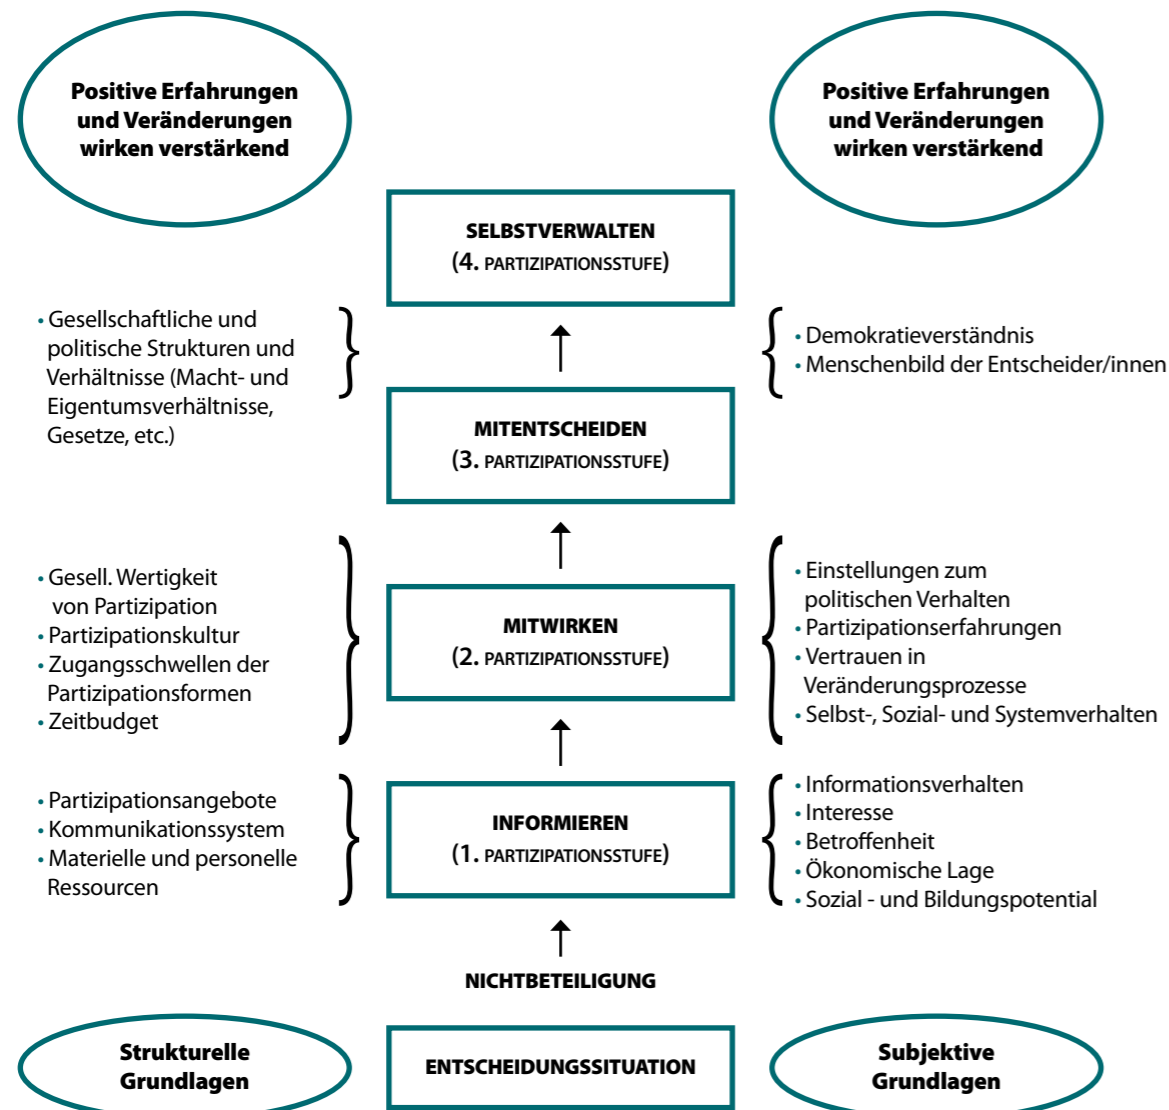 Positive Erfahrungen
und Veränderungen
wirken verstärkend
Positive Erfahrungen
und Veränderungen
wirken verstärkend
SELBSTVERWALTEN
(4. PARTIZIPATIONSSTUFE)
• Gesellschaftliche und
politische Strukturen und
Verhältnisse (Macht- und
Eigentumsverhältnisse,
Gesetze, etc.)
• Demokratieverständnis
• Menschenbild der Entscheider/innen
MITENTSCHEIDEN
(3. PARTIZIPATIONSSTUFE)
• Gesell. Wertigkeit
von Partizipation
• Partizipationskultur
• Zugangsschwellen der
Partizipationsformen
• Zeitbudget
MITWIRKEN
(2. PARTIZIPATIONSSTUFE)
• Einstellungen zum
politischen Verhalten
• Partizipationserfahrungen
• Vertrauen in
Veränderungsprozesse
• Selbst-, Sozial- und Systemverhalten
• Partizipationsangebote
• Kommunikationssystem
• Materielle und personelle
Ressourcen
INFORMIEREN
(1. PARTIZIPATIONSSTUFE)
• Informationsverhalten
• Interesse
• Betroffenheit
• Ökonomische Lage
• Sozial - und Bildungspotential
NICHTBETEILIGUNG
Strukturelle
Grundlagen
ENTSCHEIDUNGSSITUATION
Subjektive
Grundlagen